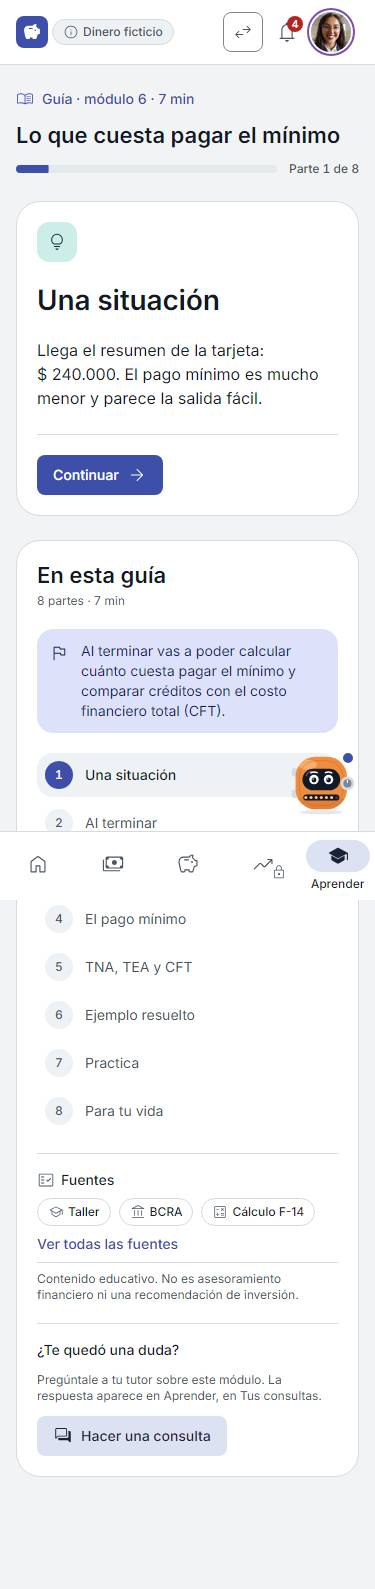 Dinero ficticio
4
Guía · módulo 6 · 7 min
Lo que cuesta pagar el mínimo
Parte 1 de 8
Una situación
Llega el resumen de la tarjeta:
$ 240.000. El pago mínimo es mucho
menor y parece la salida fácil.
Continuar
En esta guía
8 partes · 7 min
Al terminar vas a poder calcular
cuánto cuesta pagar el mínimo y
comparar créditos con el costo
financiero total (CFT).
1 Una situación
2 Al terminar
Aprender
4 El pago mínimo
5 TNA, TEA y CFT
6 Ejemplo resuelto
7 Practica
8 Para tu vida
Fuentes
Taller BCRA Cálculo F-14
Ver todas las fuentes
Contenido educativo. No es asesoramiento
financiero ni una recomendación de inversión.
¿Te quedó una duda?
Pregúntale a tu tutor sobre este módulo. La
respuesta aparece en Aprender, en Tus consultas.
Hacer una consulta